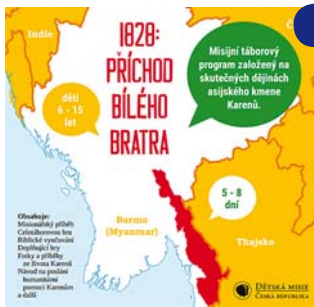 Indie
1828:
PŘÍCHOD
BÍLÉHO
BRATRA
děti
6 - 15
let
Misijní táborový
program založený na
skutečných dějinách
asijského kmene
Karenů.
5 - 8
dní
Obsahuje:
Misionářský příběh
Celotáborovou hru
Biblické vyučování
Doplňující hry
Fotky a příběhy
ze života Karenů
Návod na poslání
humanitární
pomoci Karenům
a další
Barma
(Myanmar)
Thajsko
DĚTSKÁ MISIE
ČESKÁ REPUBLIKA